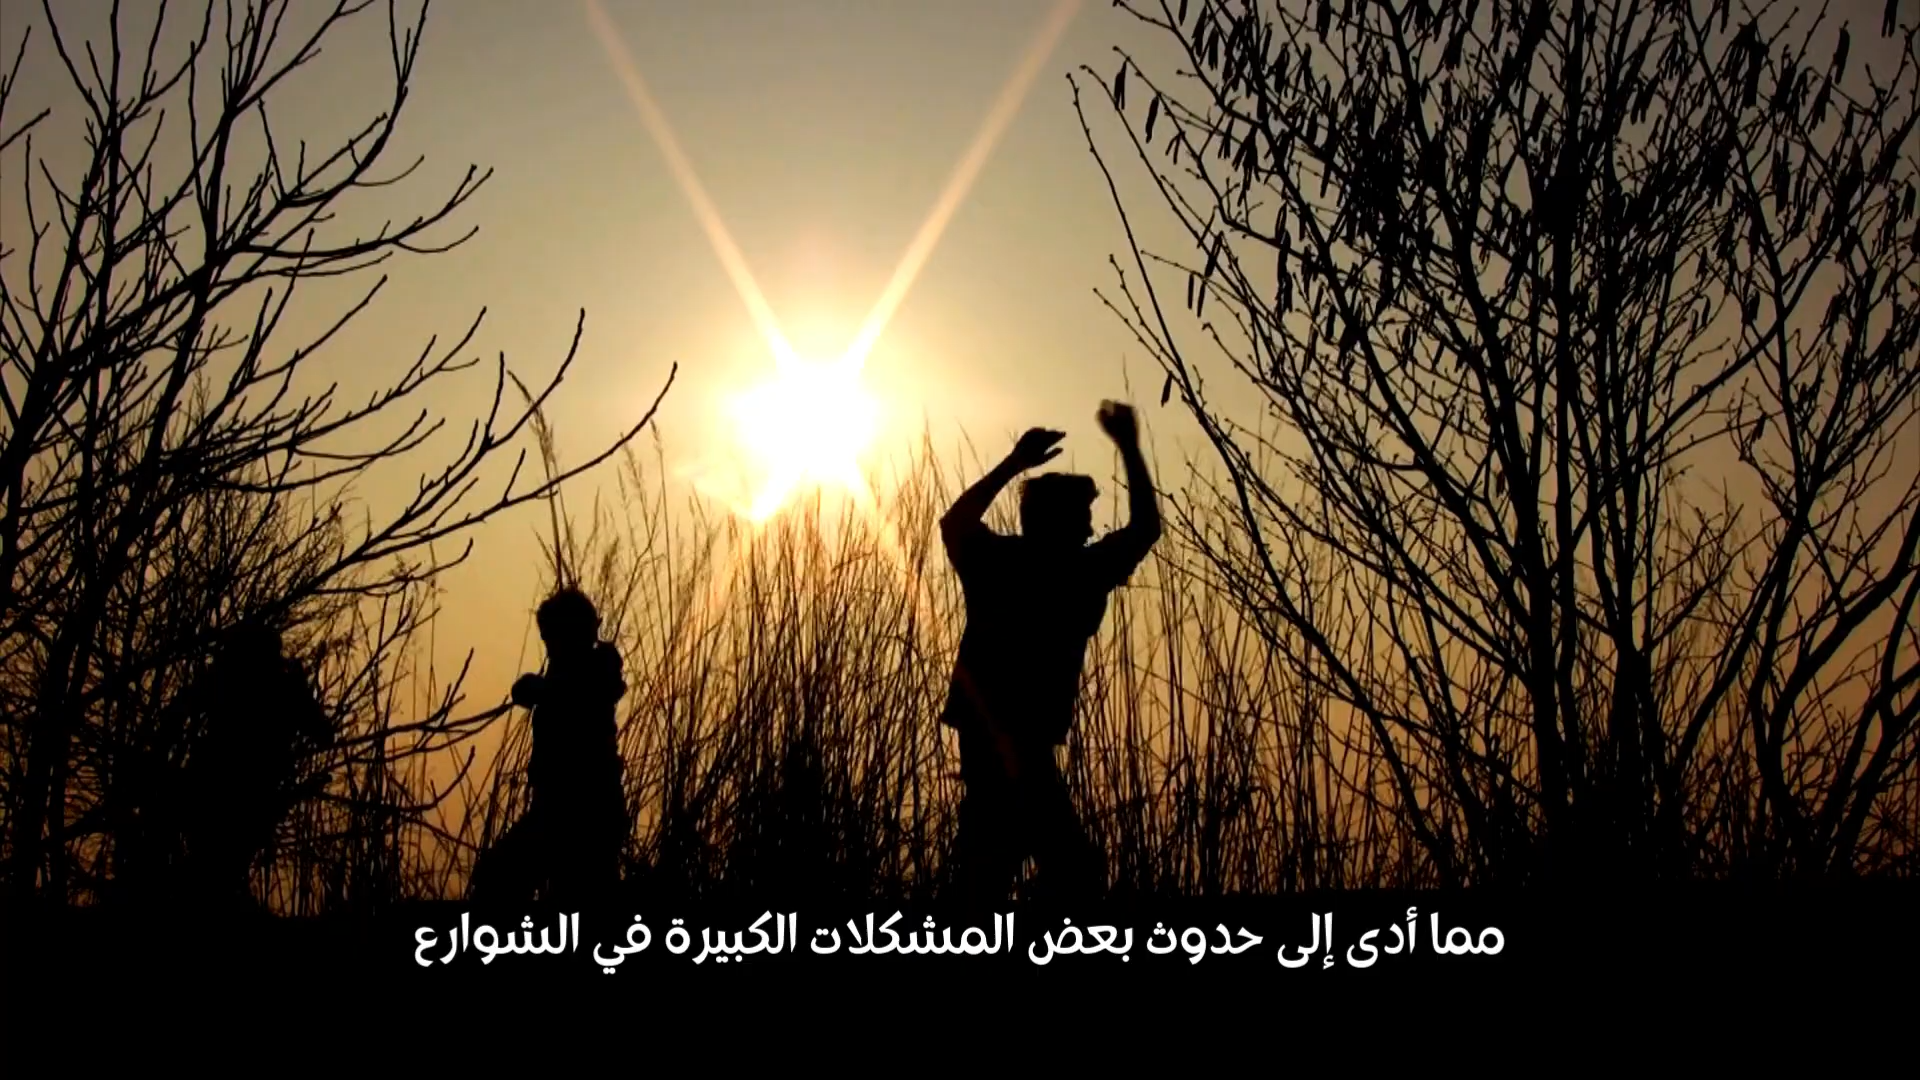 مما أدى إلى حدوث بعض المشكلات الكبيرة في الشوارع